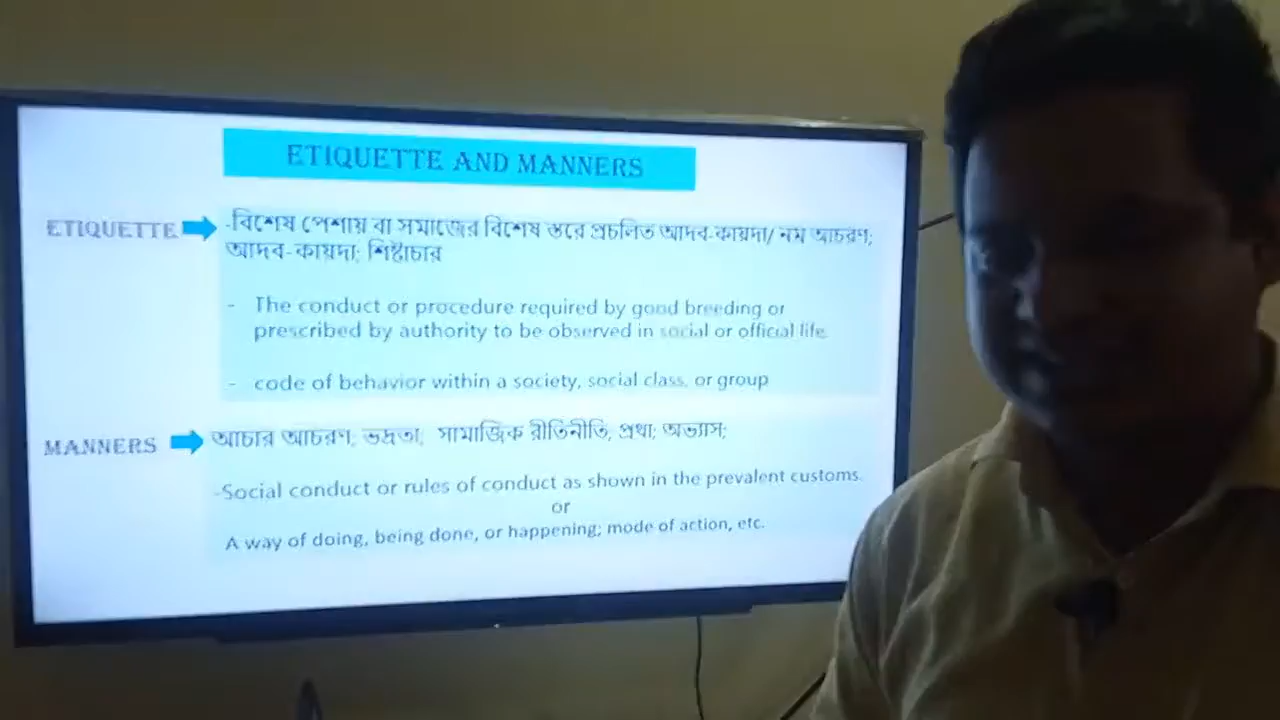 ETIQUETTE AND MANNERS
ETIQUETTE -বিশেষ পেশায় বা সমাজের বিশেষ স্তরে প্রচলিত আদব-কায়দা/ নম্র আচরণ;
আদব-কায়দা; শিষ্টাচার
- The conduct or procedure required by good breeding or
prescribed by authority to be observed in social or official life.
- code of behavior within a society, social class, or group
MANNERS আচার আচরণ; ভদ্রতা; সামাজিক রীতিনীতি, প্রথা; অভ্যাস;
-Social conduct or rules of conduct as shown in the prevalent customs.
or
A way of doing, being done, or happening; mode of action, etc.